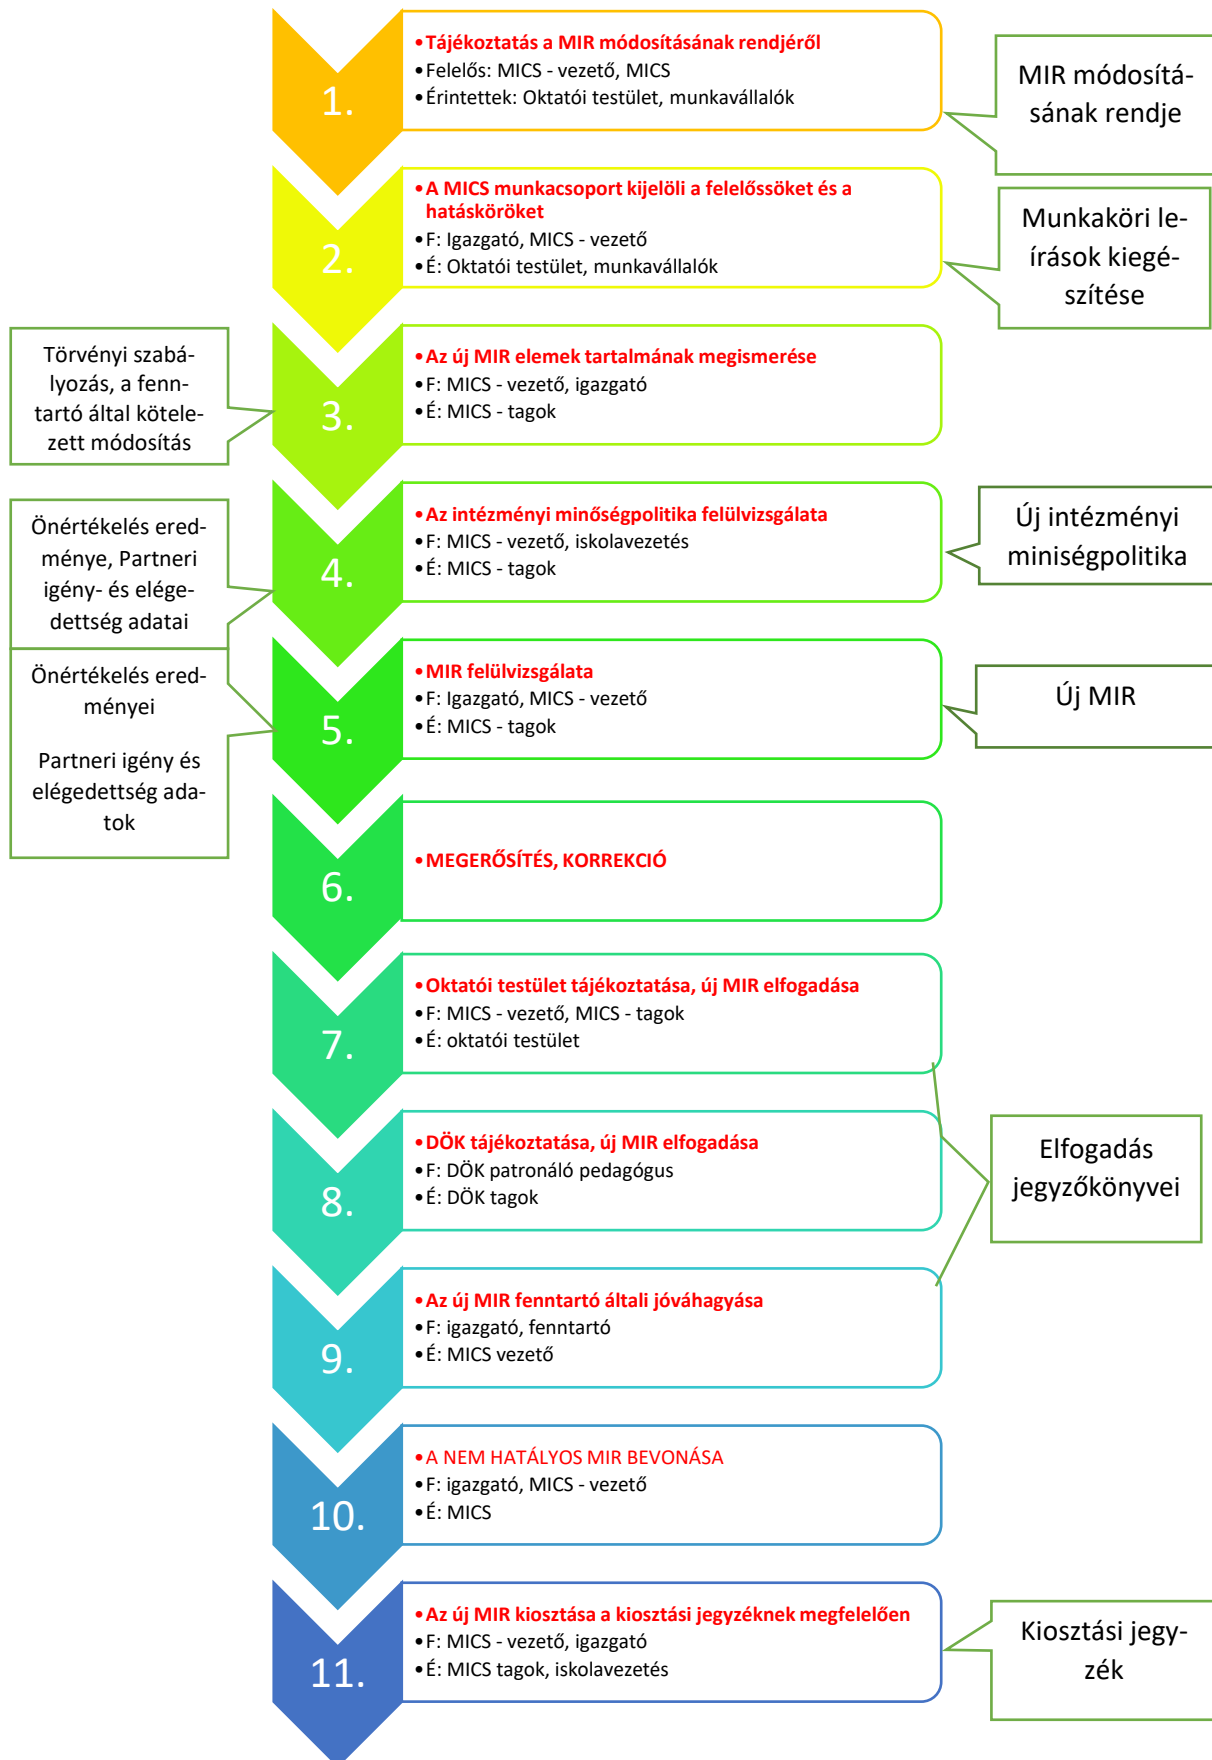 • Tájékoztatás a MIR módosításának rendjéről
• Felelős: MICS - vezető, MICS
• Érintettek: Oktatói testület, munkavállalók
1.
MIR módosítá-
sának rendje
• A MICS munkacsoport kijelöli a felelőssöket és a
hatásköröket
• F: Igazgató, MICS - vezető
• É: Oktatói testület, munkavállalók
2.
Munkaköri le-
írások kiegé-
szítése
Törvényi szabá-
lyozás, a fenn-
tartó által kötele-
zett módosítás
• Az új MIR elemek tartalmának megismerése
• F: MICS - vezető, igazgató
• É: MICS - tagok
3.
Önértékelés ered-
ménye, Partneri
igény- és elége-
dettség adatai
• Az intézményi minőségpolitika felülvizsgálata
• F: MICS - vezető, iskolavezetés
• É: MICS - tagok
4.
Új intézményi
miniségpolitika
Önértékelés ered-
ményei
Partneri igény és
elégedettség ada-
tok
• MIR felülvizsgálata
• F: Igazgató, MICS - vezető
• É: MICS - tagok
5.
Új MIR
• MEGERŐSÍTÉS, KORREKCIÓ
6.
• Oktatói testület tájékoztatása, új MIR elfogadása
• F: MICS - vezető, MICS - tagok
• É: oktatói testület
7.
• DÖK tájékoztatása, új MIR elfogadása
• F: DÖK patronáló pedagógus
• É: DÖK tagok
8.
Elfogadás
jegyzőkönyvei
• Az új MIR fenntartó általi jóváhagyása
• F: igazgató, fenntartó
• É: MICS vezető
9.
• A NEM HATÁLYOS MIR BEVONÁSA
• F: igazgató, MICS - vezető
• É: MICS
10.
• Az új MIR kiosztása a kiosztási jegyzéknek megfelelően
• F: MICS - vezető, igazgató
• É: MICS tagok, iskolavezetés
11.
Kiosztási jegy-
zék